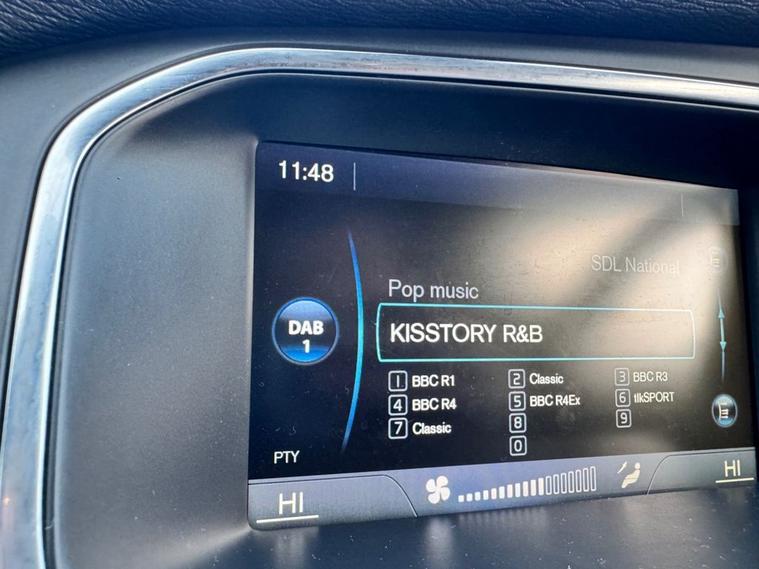 11:48
SDL National
Pop music
DAB
1
KISSTORY R&B
1 BBC R1 2 Classic 3 BBC R3
4 BBC R4 5 BBC R4Ex 6 tlkSPORT
7 Classic 8 9
0
PTY
HI HI